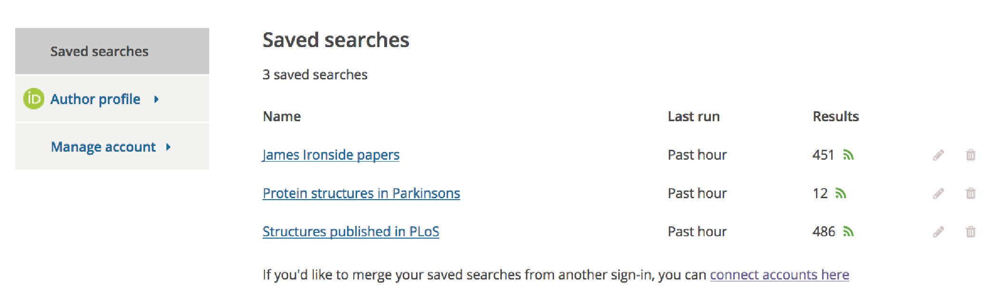 Saved searches
iD Author profile
Manage account
Saved searches
3 saved searches
Name Last run Results
James Ironside papers Past hour 451
Protein structures in Parkinsons Past hour 12
Structures published in PLoS Past hour 486
If you'd like to merge your saved searches from another sign-in, you can connect accounts here